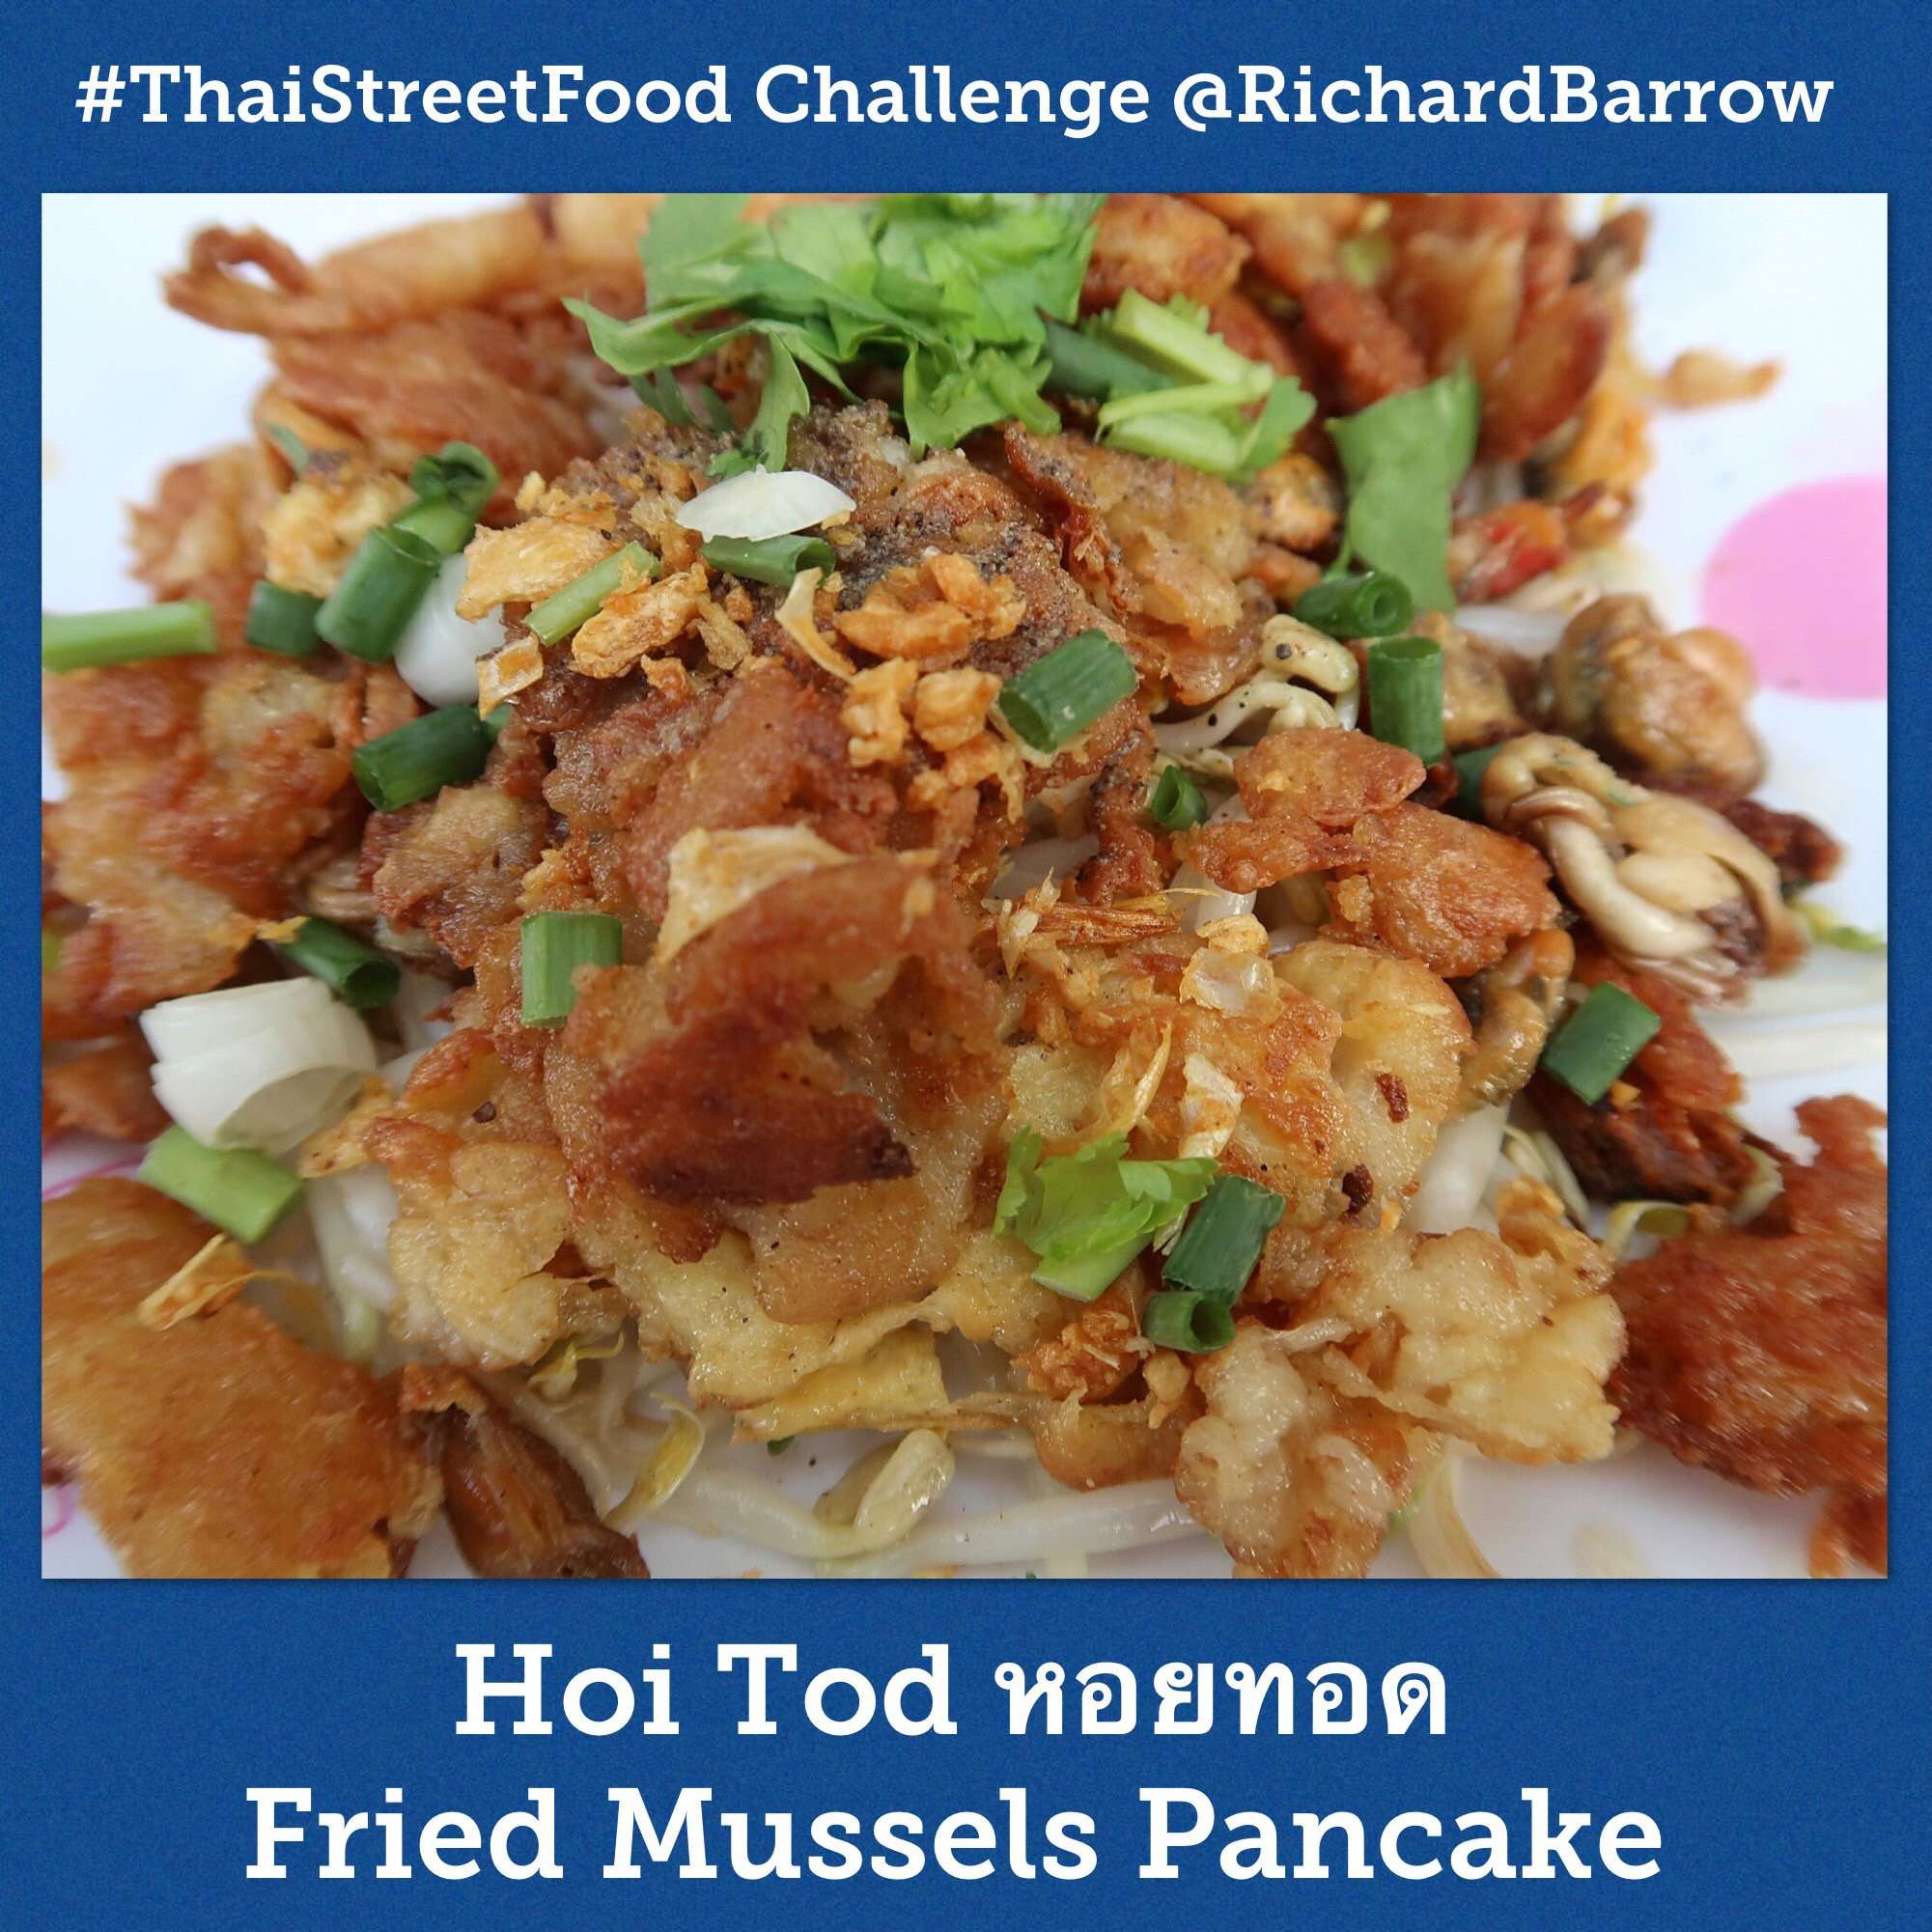 #ThaiStreetFood Challenge @RichardBarrow
Hoi Tod หอยทอด
Fried Mussels Pancake